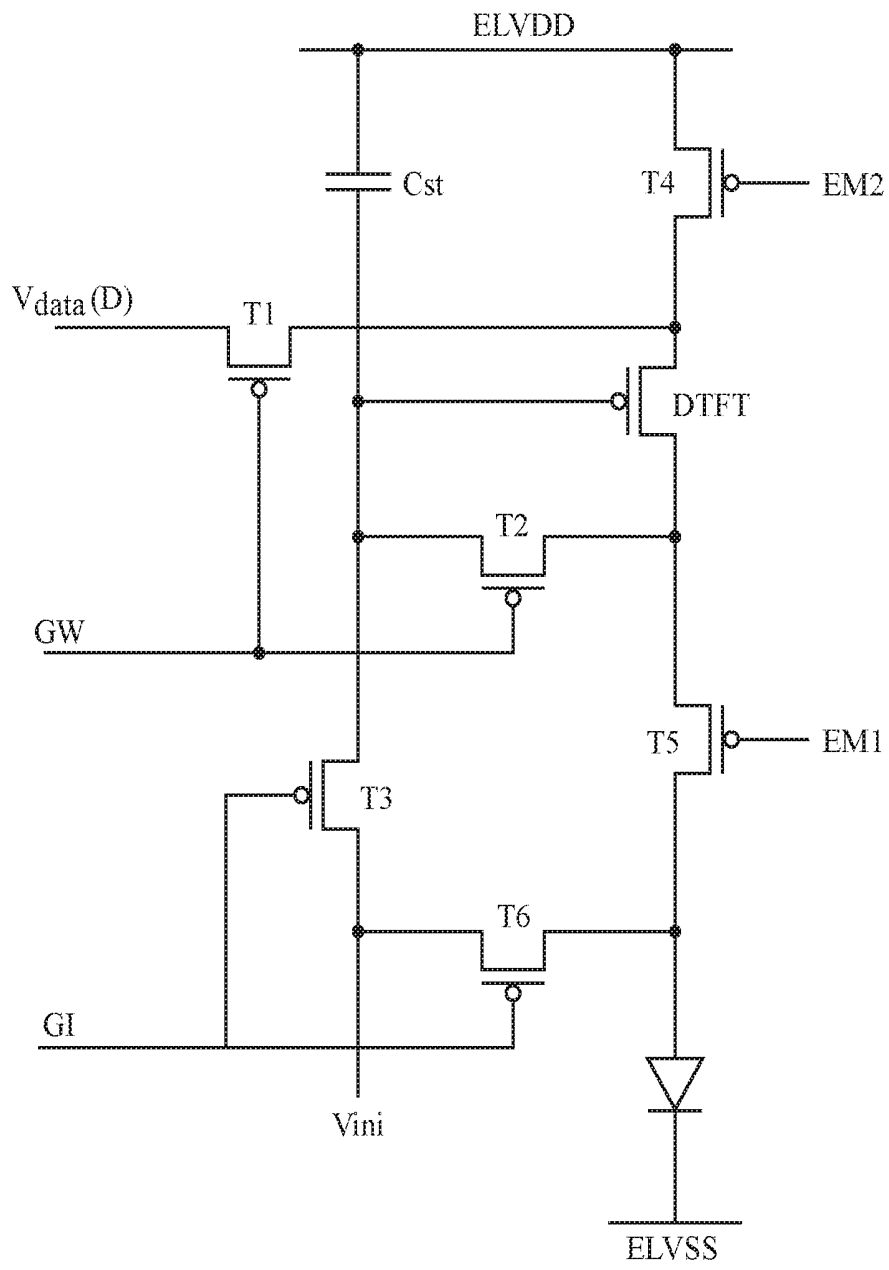 ELVDD
Cst
T4
EM2
Vdata (D)
T1
DTFT
T2
GW
T5
EM1
T3
T6
GI
Vini
ELVSS